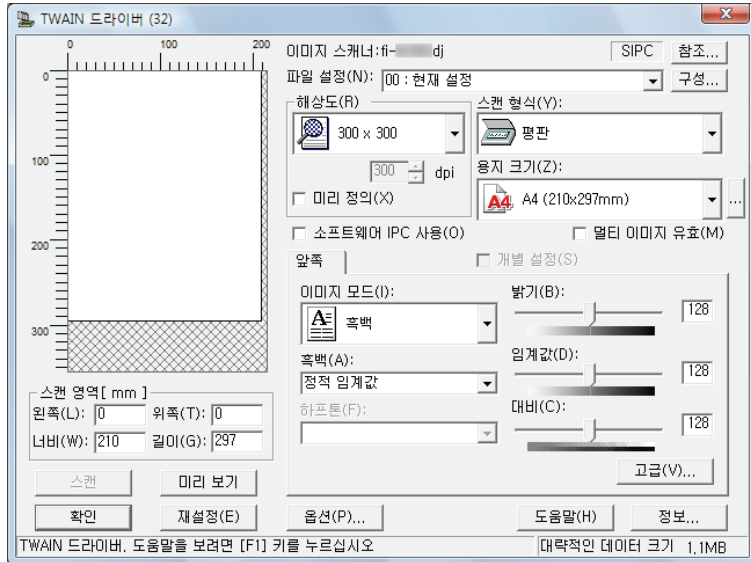 TWAIN 드라이버 (32)
0 100 200
0
100
200
300
이미지 스캐너:fi- dj
SIPC 참조...
파일 설정(N): 00 : 현재 설정 구성...
해상도(R)
300 x 300
300 dpi
미리 정의(X)
스캔 형식(Y):
평판
용지 크기(Z):
A4 A4 (210x297mm) ...
소프트웨어 IPC 사용(O) 멀티 이미지 유효(M)
앞쪽 개별 설정(S)
이미지 모드(I):
A 흑백
흑백(A):
정적 임계값
하프톤(F):
밝기(B):
128
임계값(D):
128
대비(C):
128
고급(V)...
스캔 영역[ mm ]
왼쪽(L): 0 위쪽(T): 0
너비(W): 210 길이(G): 297
스캔 미리 보기
확인 재설정(E) 옵션(P)... 도움말(H) 정보...
TWAIN 드라이버, 도움말을 보려면 [F1] 키를 누르십시오 대략적인 데이터 크기 1,1MB